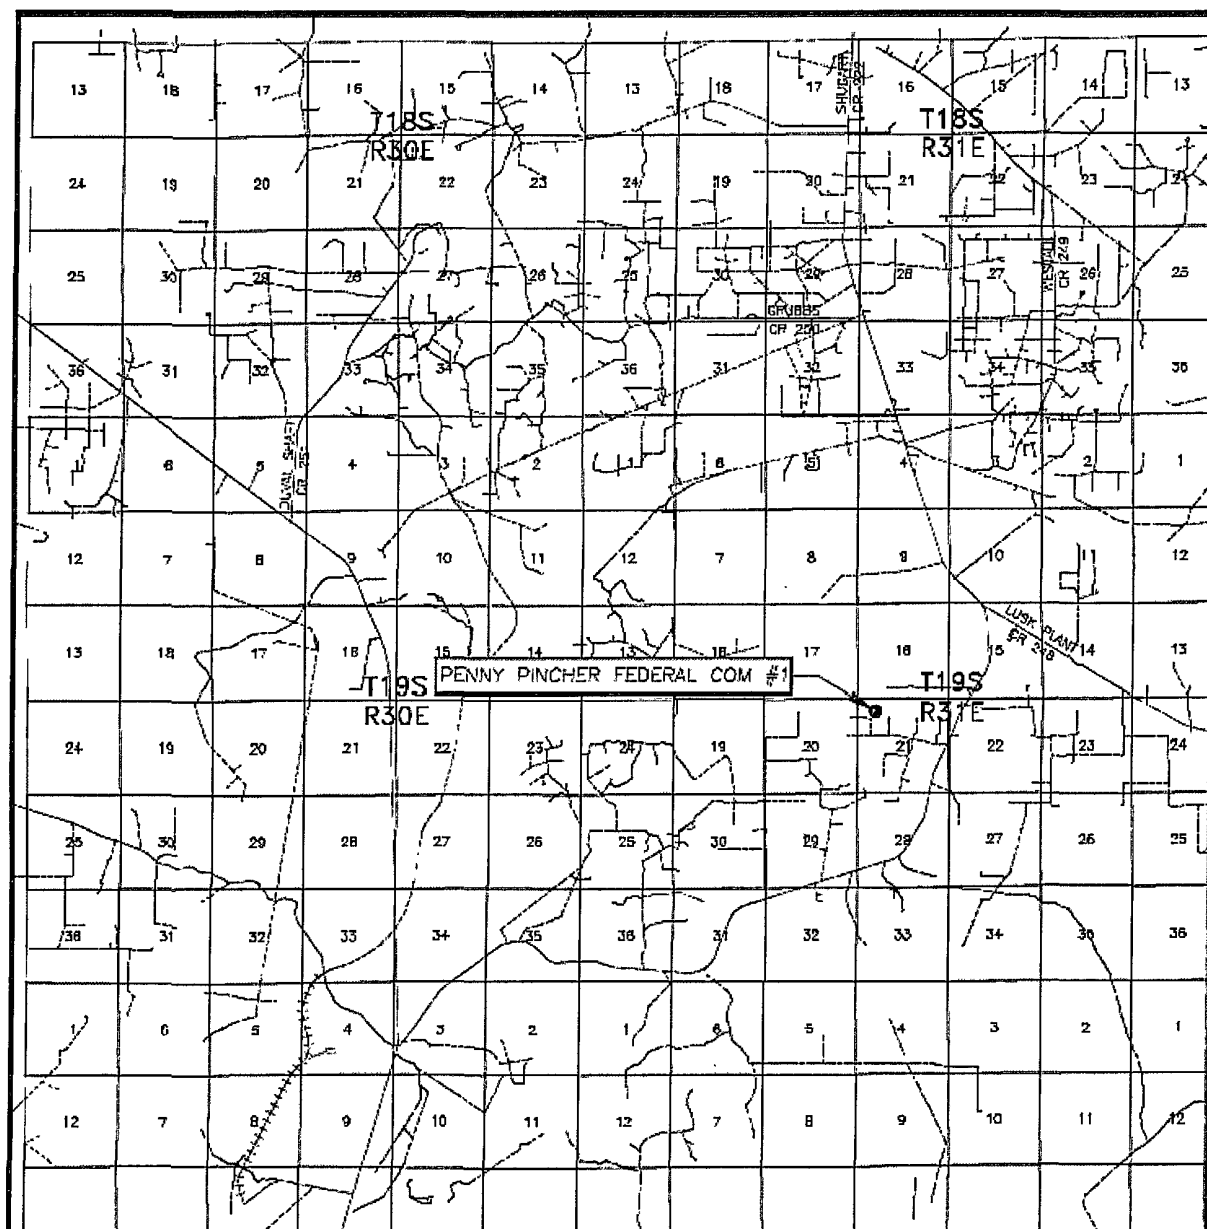 13 18 17 16 15 14 13 18 17 16 15 14 13
SHUGART
CR 222
T18S T18S
R30E R31E
24 19 20 21 22 23 24 19 20 21 22 23 24
25 30 29 28 27 26 25 30 29 28 27 26 25
WESTALL
CR 249
GRUBBS
CR 250
36 31 32 33 34 35 36 31 32 33 34 35 36
1 6 5 4 3 2 1 6 5 4 3 2 1
DUVAL SHAFT
CR 25
12 7 8 9 10 11 12 7 8 9 10 11 12
LUSK PLANT
CR 248
13 18 17 16 15 14 13 18 17 16 15 14 13
PENNY PINCHER FEDERAL COM #1
T19S T19S
R30E R31E
24 19 20 21 22 23 24 19 20 21 22 23 24
25 30 29 28 27 26 25 30 29 28 27 26 25
36 31 32 33 34 35 36 31 32 33 34 35 36
1 6 5 4 3 2 1 6 5 4 3 2 1
12 7 8 9 10 11 12 7 8 9 10 11 12